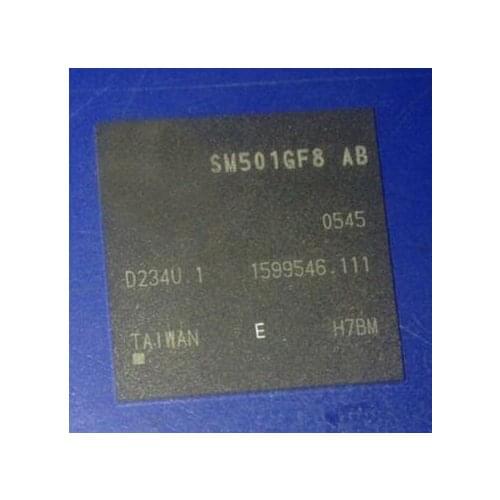 SM501GF8 AB
0545
D234U.1 1599546.111
TAIWAN E H7BM